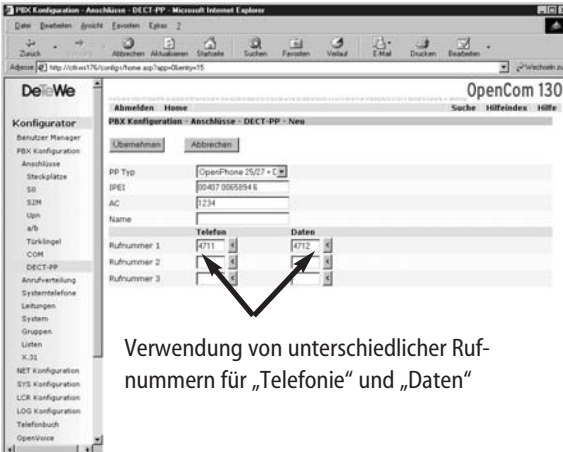 PBX Konfiguration - Anschlüsse - DECT-PP - Microsoft Internet Explorer
Datei Bearbeiten Ansicht Favoriten Extras ?
Zurück Abbrechen Aktualisieren Startseite Suchen Favoriten Verlauf E-Mail Drucken Bearbeiten
Adresse Wechseln zu
DeTeWe
OpenCom 130
Abmelden Home Suche Hilfeindex Hilfe
Konfigurator
PBX Konfiguration - Anschlüsse - DECT-PP - Neu
Benutzer Manager
PBX Konfiguration
Anschlüsse
Steckplätze
S0
S2M
Upn
a/b
Türklingel
COM
DECT-PP
Anrufverteilung
Systemtelefone
Leitungen
System
Gruppen
Listen
X.31
NET Konfiguration
SYS Konfiguration
LCR Konfiguration
LOG Konfiguration
Telefonbuch
OpenVoice
Übernehmen Abbrechen
PP Typ OpenPhone 25/27 + D
IPEI 00407 0065894 6
AC 1234
Name
Telefon Daten
Rufnummer 1 4711 < 4712 <
Rufnummer 2 < <
Rufnummer 3 < <
Verwendung von unterschiedlicher Ruf-
nummern für „Telefonie“ und „Daten“